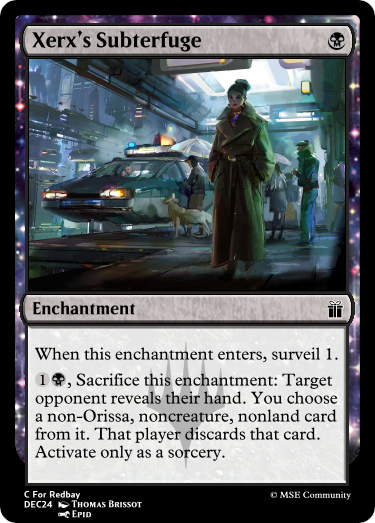 Xerx's Subterfuge
Enchantment
When this enchantment enters, surveil 1.
1, Sacrifice this enchantment: Target
opponent reveals their hand. You choose
a non-Orissa, noncreature, nonland card
from it. That player discards that card.
Activate only as a sorcery.
C For Redbay
DEC24 Thomas Brissot
Epid
© MSE Community